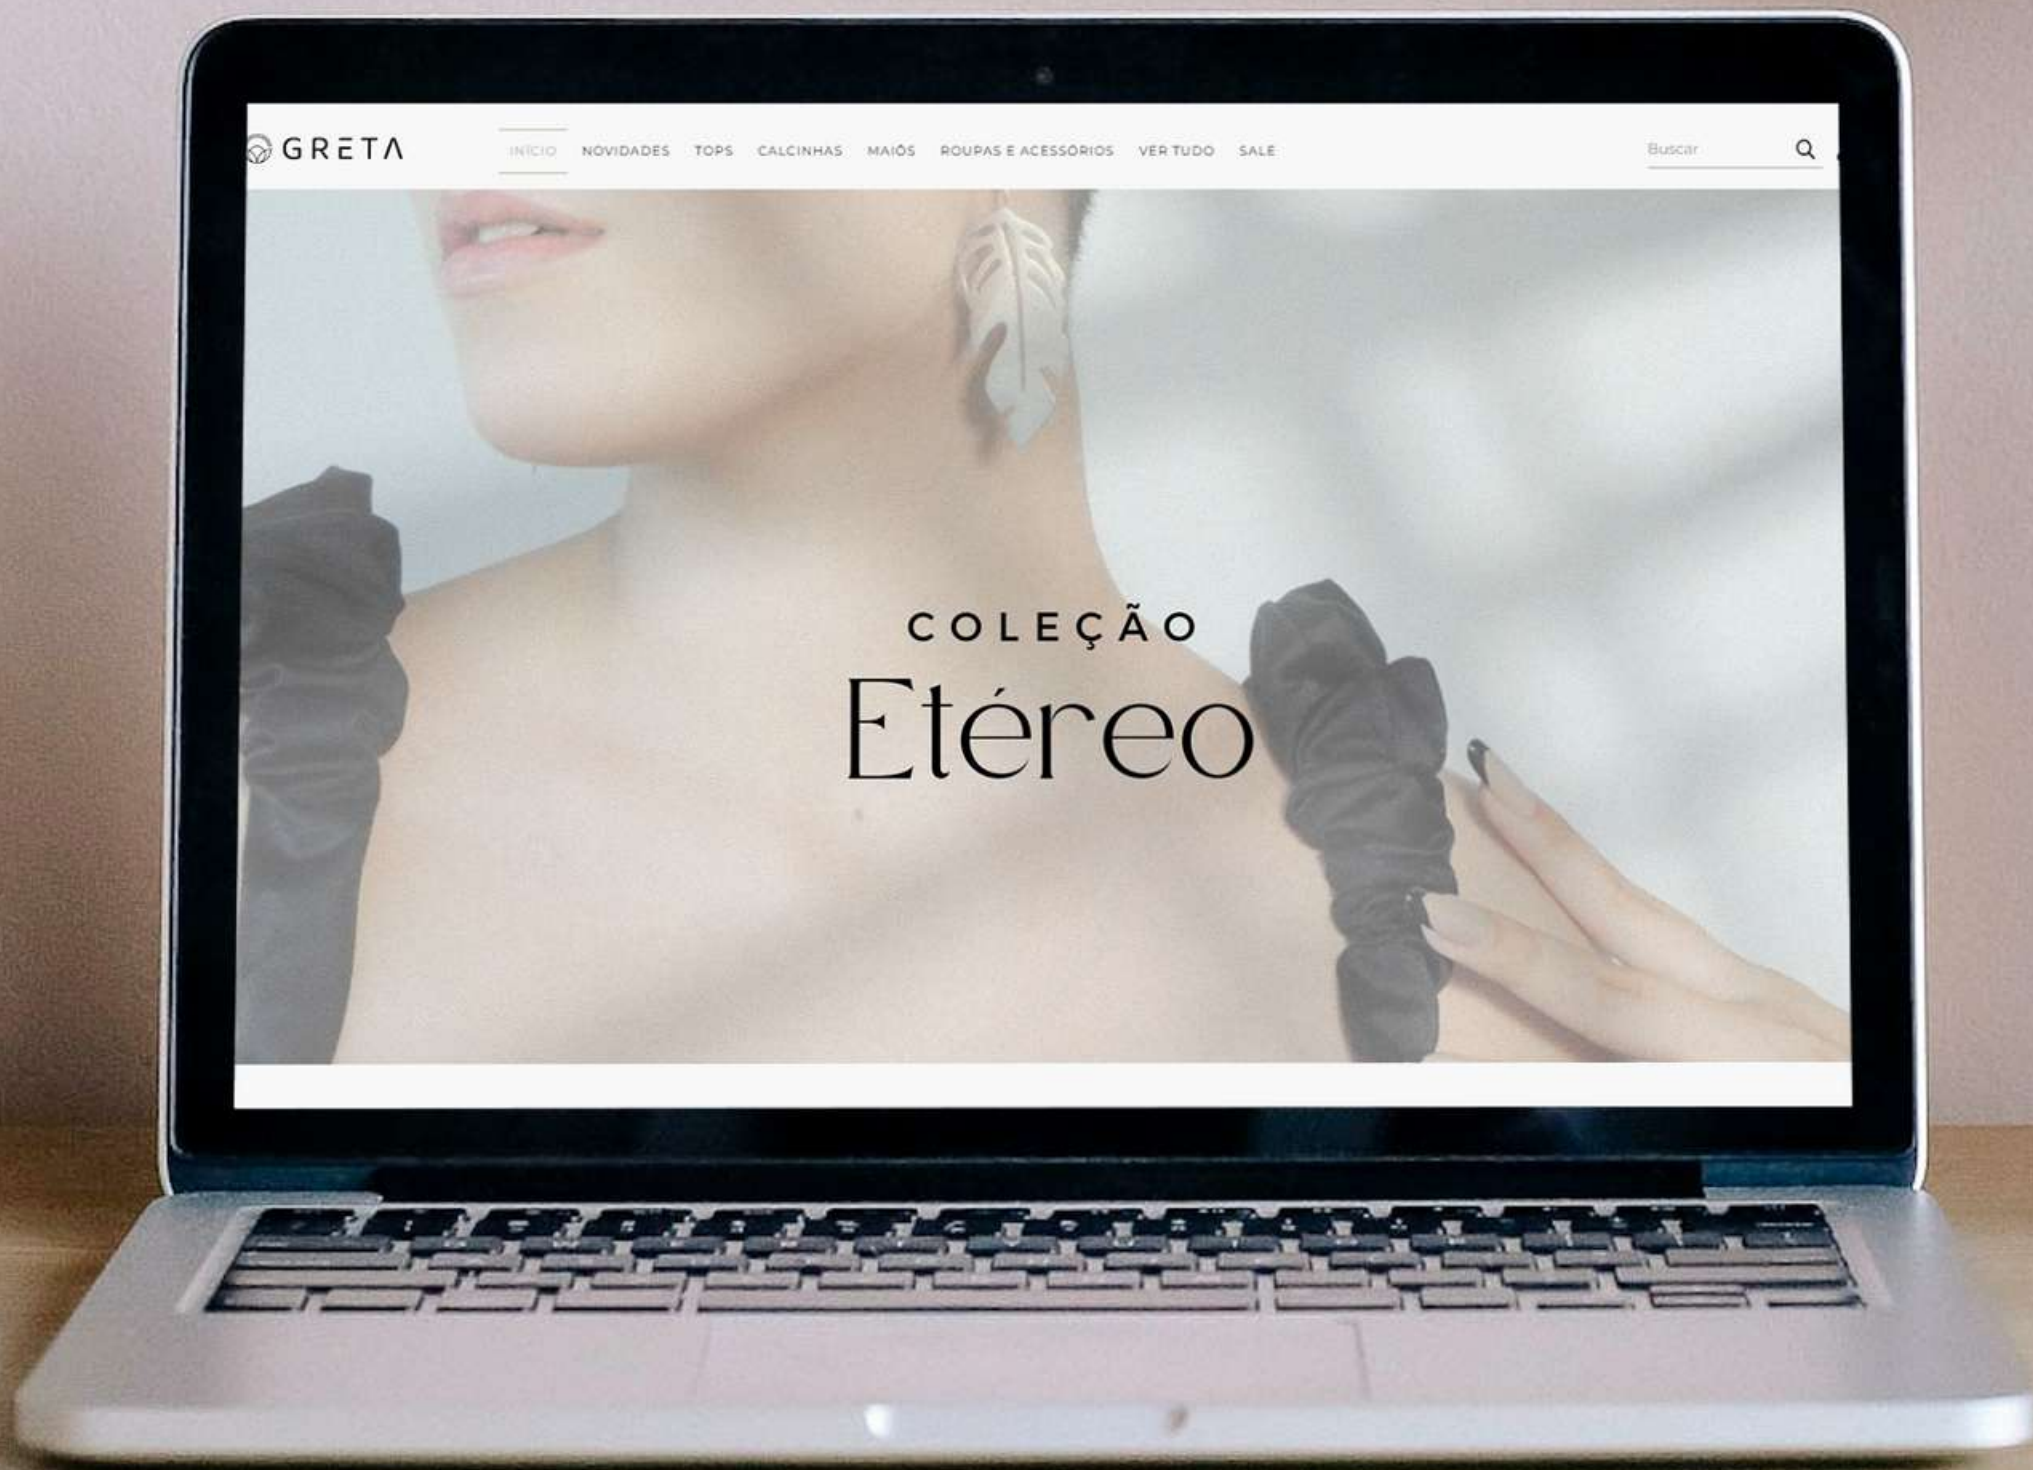 GRETA
INÍCIO NOVIDADES TOPS CALCINHAS MAIÔS ROUPAS E ACESSÓRIOS VER TUDO SALE
Buscar
COLEÇÃO
Etéreo